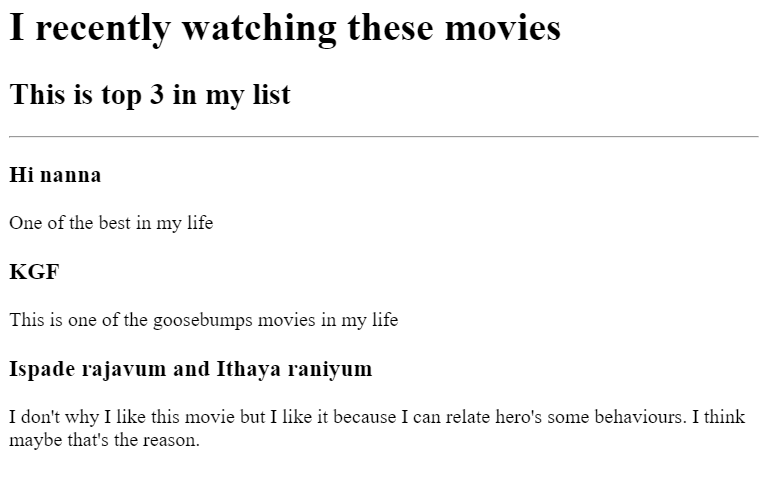 I recently watching these movies
This is top 3 in my list
Hi nanna
One of the best in my life
KGF
This is one of the goosebumps movies in my life
Ispade rajavum and Ithaya raniyum
I don't why I like this movie but I like it because I can relate hero's some behaviours. I think
maybe that's the reason.